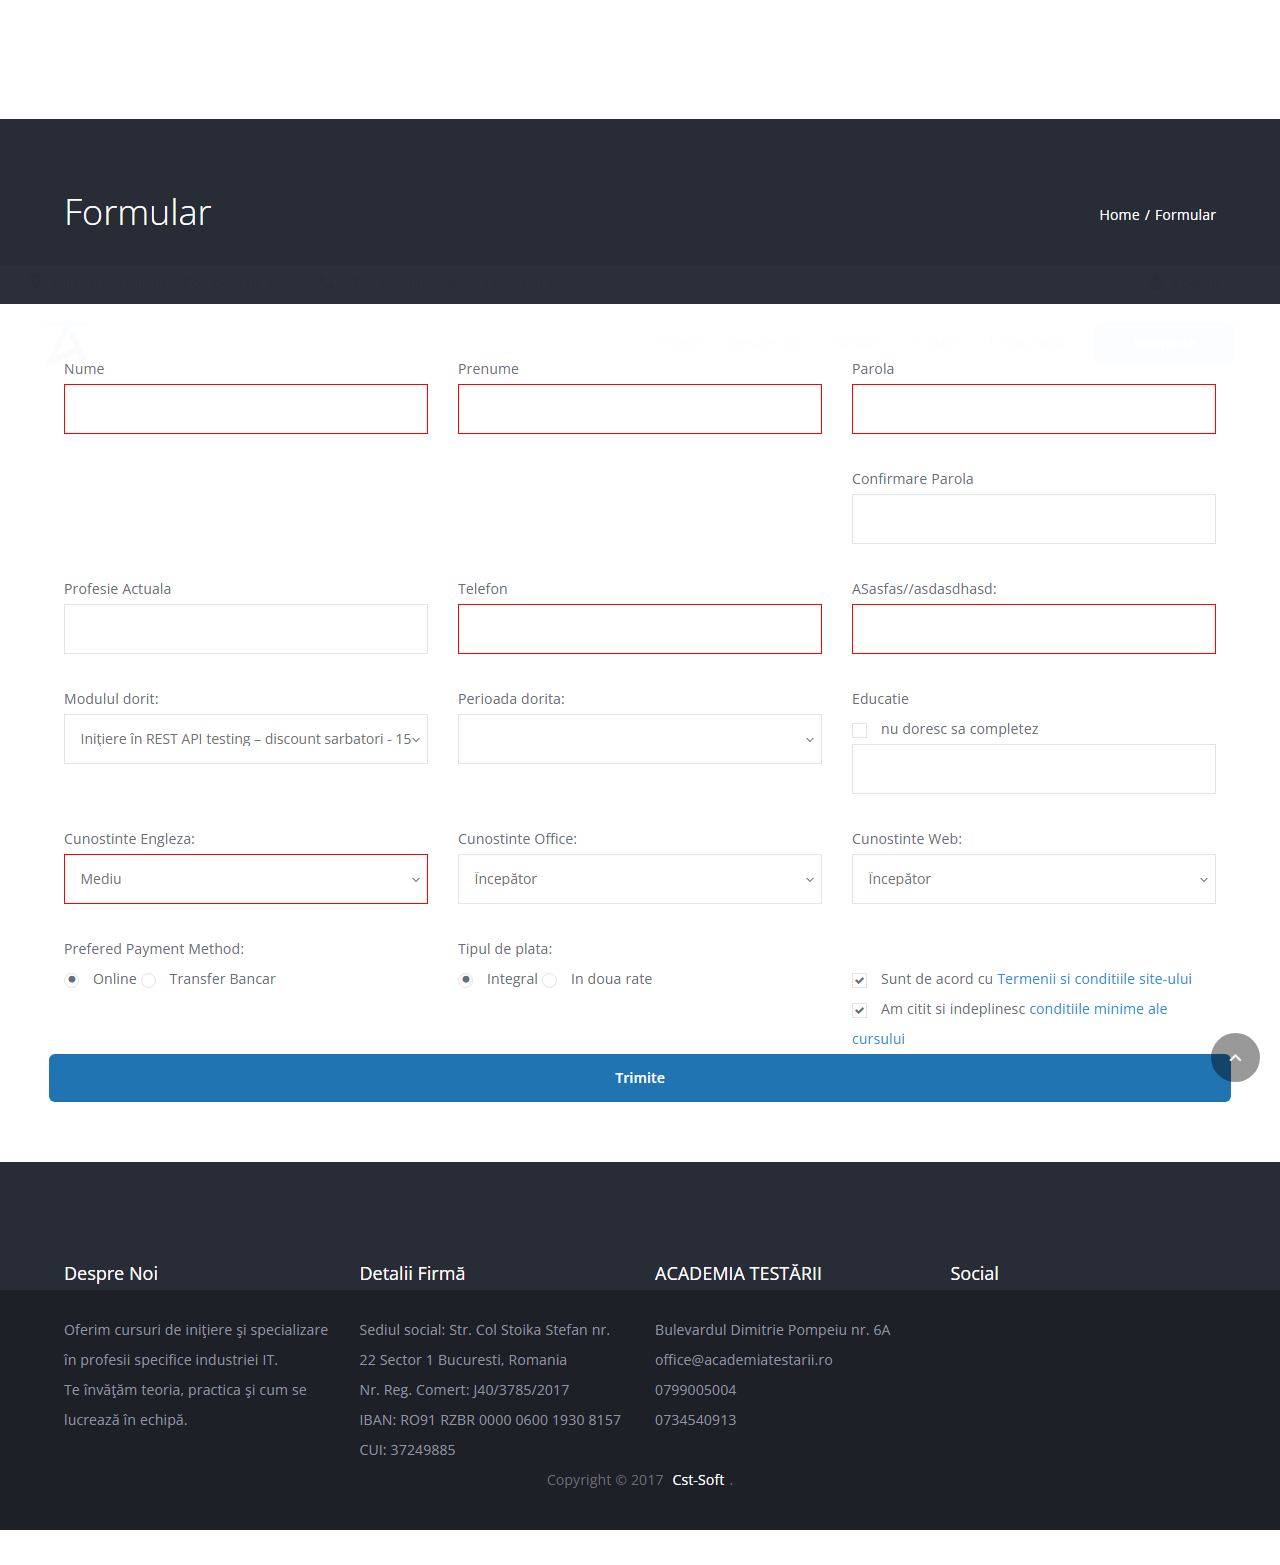 Formular
Home / Formular
Nume
Prenume
Parola
Confirmare Parola
Profesie Actuala
Telefon
ASasfas//asdasdhasd:
Modulul dorit:
Perioada dorita:
Educatie
Inițiere în REST API testing – discount sarbatori - 15
nu doresc sa completez
Cunostinte Engleza:
Cunostinte Office:
Cunostinte Web:
Mediu
Începător
Începător
Prefered Payment Method:
Tipul de plata:
Online
Transfer Bancar
Integral
In doua rate
Sunt de acord cu Termenii si conditiile site-ului
Am citit si indeplinesc conditiile minime ale
cursului
Trimite
Despre Noi
Detalii Firmă
ACADEMIA TESTĂRII
Social
Oferim cursuri de inițiere și specializare
în profesii specifice industriei IT.
Te învățăm teoria, practica și cum se
lucrează în echipă.
Sediul social: Str. Col Stoika Stefan nr.
22 Sector 1 Bucuresti, Romania
Nr. Reg. Comert: J40/3785/2017
IBAN: RO91 RZBR 0000 0600 1930 8157
CUI: 37249885
Bulevardul Dimitrie Pompeiu nr. 6A
office@academiatestarii.ro
0799005004
0734540913
Copyright © 2017 Cst-Soft .